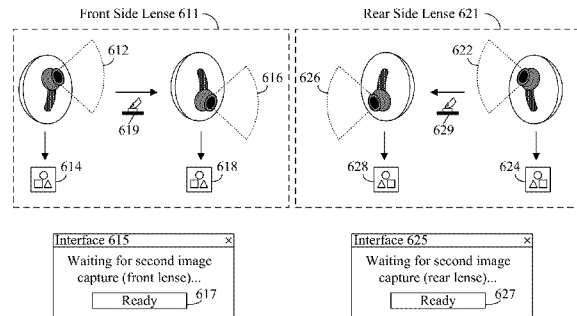 Front Side Lense 611
Rear Side Lense 621
612
616
626
622
619
629
614
618
628
624
Interface 615 ×
Waiting for second image
capture (front lense)...
Ready
617
Interface 625 ×
Waiting for second image
capture (rear lense)...
Ready
627